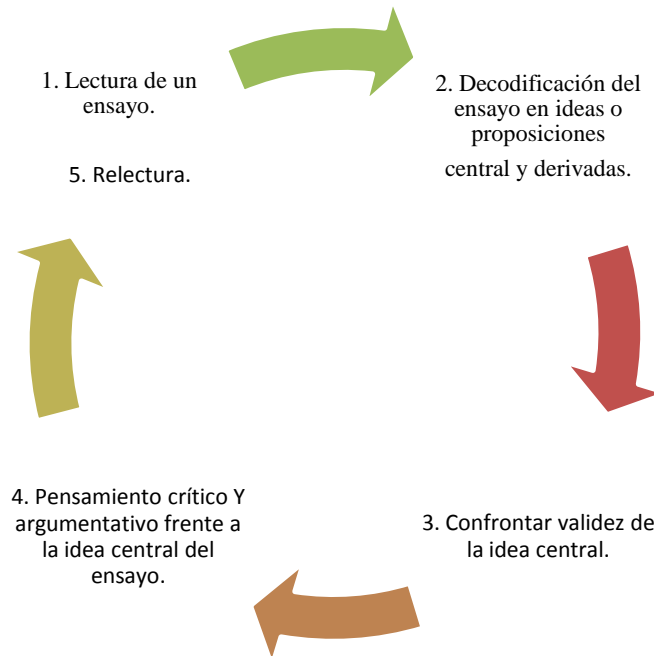 1. Lectura de un
ensayo.
5. Relectura.
2. Decodificación del
ensayo en ideas o
proposiciones
central y derivadas.
3. Confrontar validez de
la idea central.
4. Pensamiento crítico Y
argumentativo frente a
la idea central del
ensayo.